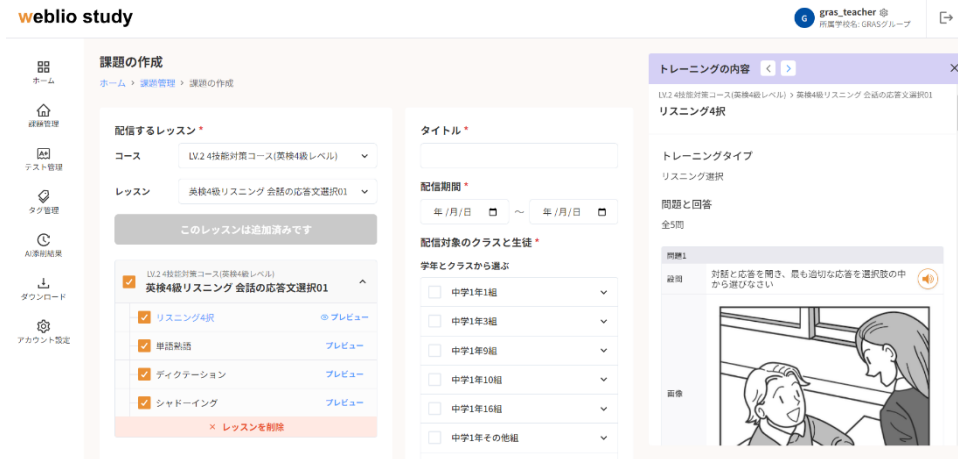 weblio study
G
gras_teacher
所属学校名: GRASグループ
ホーム
課題管理
テスト管理
タグ管理
AI添削結果
ダウンロード
アカウント設定
課題の作成
ホーム > 課題管理 > 課題の作成
配信するレッスン *
コース
LV.2 4技能対策コース(英検4級レベル)
レッスン
英検4級リスニング 会話の応答文選択01
このレッスンは追加済みです
LV.2 4技能対策コース(英検4級レベル)
英検4級リスニング 会話の応答文選択01
リスニング4択 プレビュー
単語熟語 プレビュー
ディクテーション プレビュー
シャドーイング プレビュー
× レッスンを削除
タイトル *
配信期間 *
年/月/日 ～ 年/月/日
配信対象のクラスと生徒 *
学年とクラスから選ぶ
中学1年1組
中学1年3組
中学1年9組
中学1年10組
中学1年16組
中学1年その他組
トレーニングの内容 < > ×
LV.2 4技能対策コース(英検4級レベル) > 英検4級リスニング 会話の応答文選択01
リスニング4択
トレーニングタイプ
リスニング選択
問題と回答
全5問
問題1
設問
対話と応答を聞き、最も適切な応答を選択肢の中
から選びなさい
画像